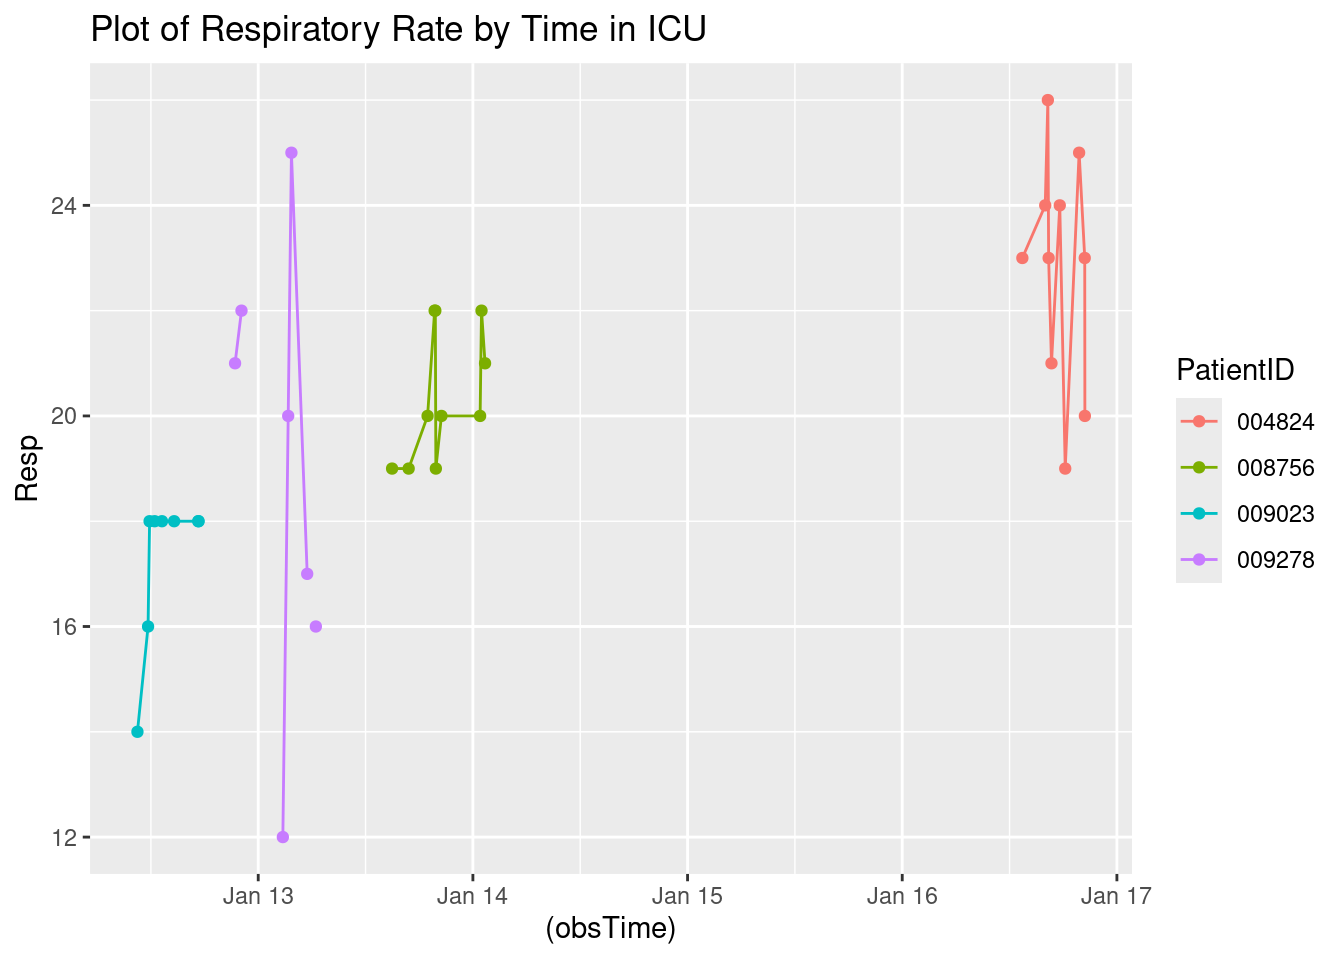 Plot of Respiratory Rate by Time in ICU
24
20
16
12
Resp
Jan 13
Jan 14
Jan 15
Jan 16
Jan 17
(obsTime)
PatientID
004824
008756
009023
009278